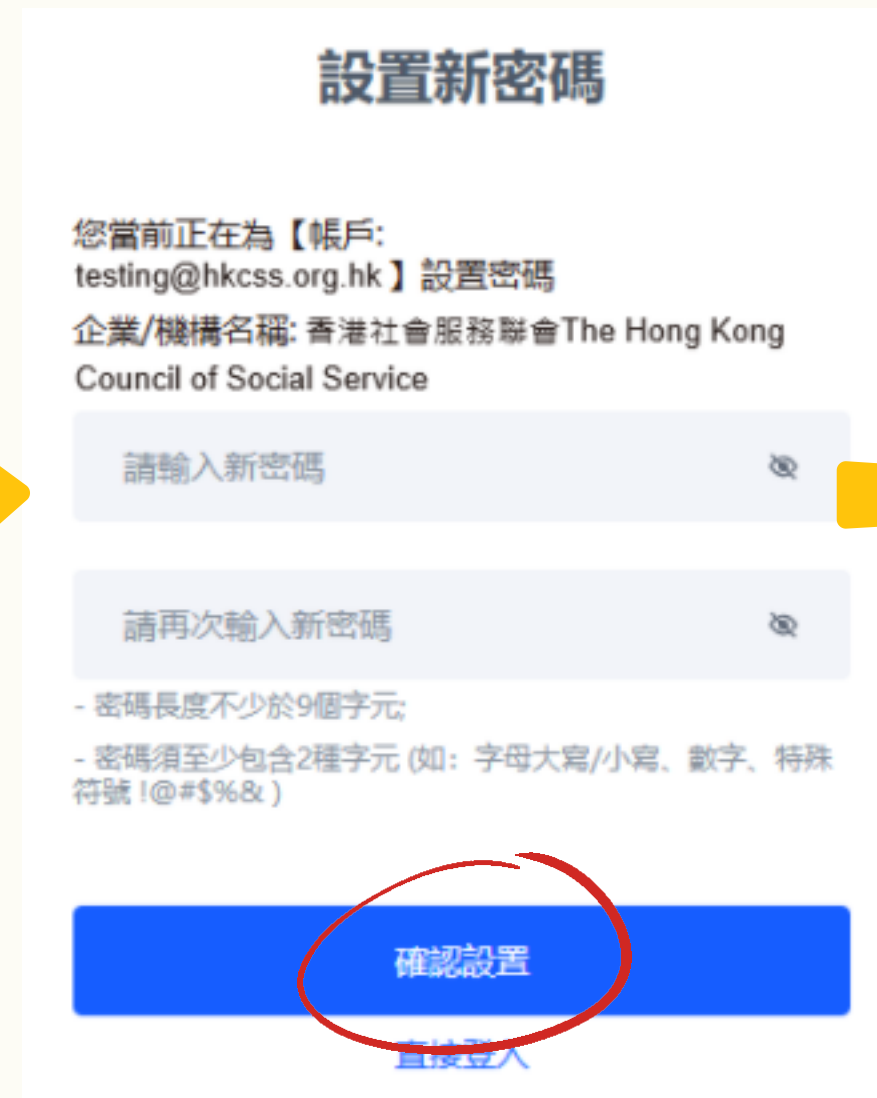 設置新密碼
您當前正在為【帳戶:
testing@hkcss.org.hk 】設置密碼
企業/機構名稱: 香港社會服務聯會The Hong Kong
Council of Social Service
請輸入新密碼
請再次輸入新密碼
- 密碼長度不少於9個字元;
- 密碼須至少包含2種字元 (如：字母大寫/小寫、數字、特殊
符號 !@#$%& )
確認設置
直接登入